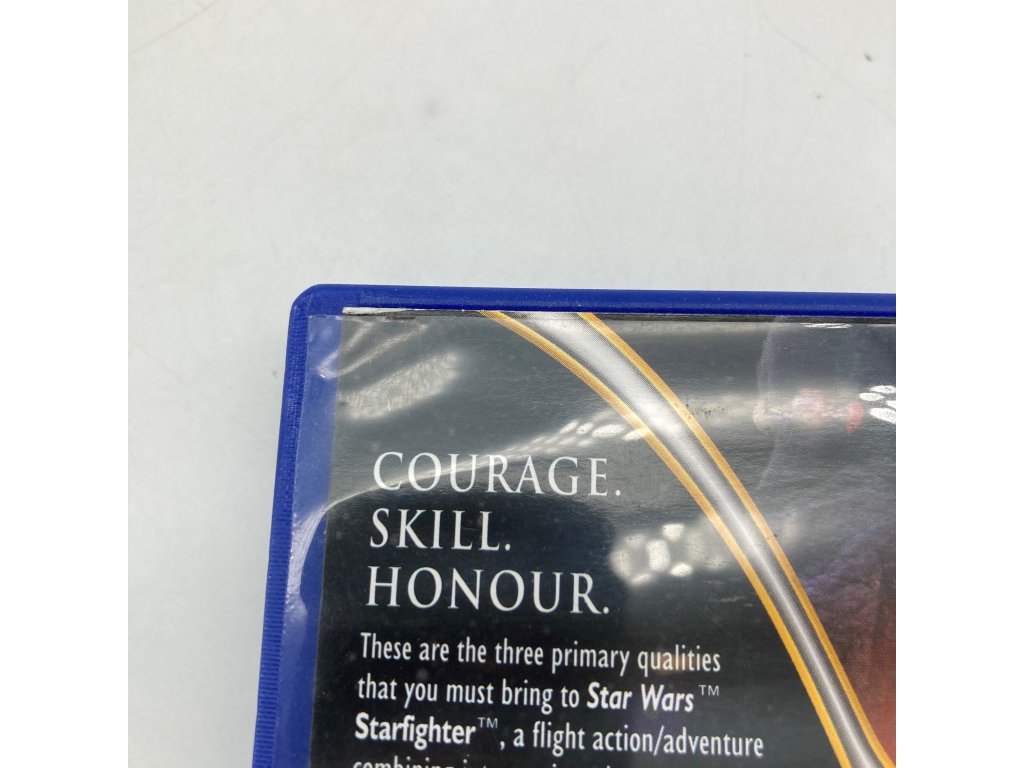 COURAGE.
SKILL.
HONOUR.
These are the three primary qualities
that you must bring to Star Wars™
Starfighter™, a flight action/adventure
combining